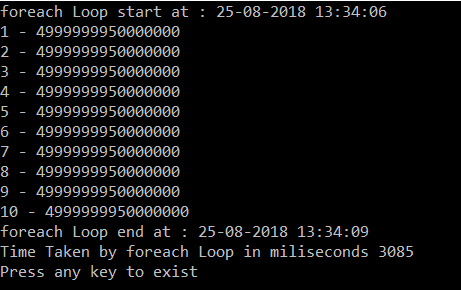 foreach Loop start at : 25-08-2018 13:34:06
1 - 4999999950000000
2 - 4999999950000000
3 - 4999999950000000
4 - 4999999950000000
5 - 4999999950000000
6 - 4999999950000000
7 - 4999999950000000
8 - 4999999950000000
9 - 4999999950000000
10 - 4999999950000000
foreach Loop end at : 25-08-2018 13:34:09
Time Taken by foreach Loop in miliseconds 3085
Press any key to exist